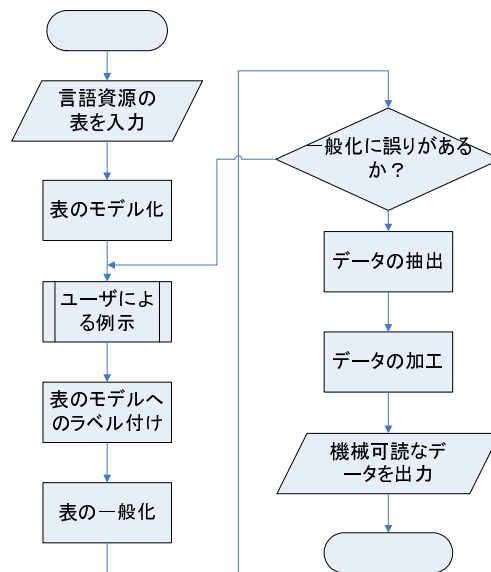 言語資源の
表を入力
表のモデル化
ユーザによ
る例示
表のモデルへ
のラベル付け
表の一般化
一般化に誤りがある
か？
データの抽出
データの加工
機械可読なデ
ータを出力